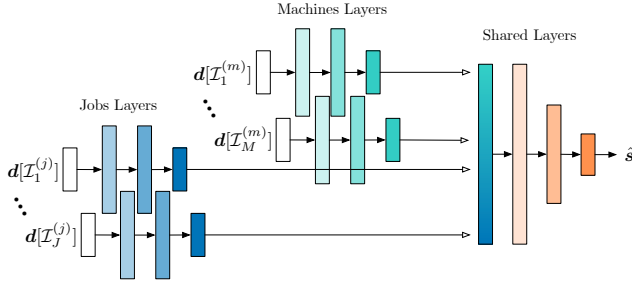 Machines Layers
Shared Layers
d[I_1^{(m)}]
Jobs Layers
d[I_M^{(m)}]
d[I_1^{(j)}]
ŝ
d[I_J^{(j)}]